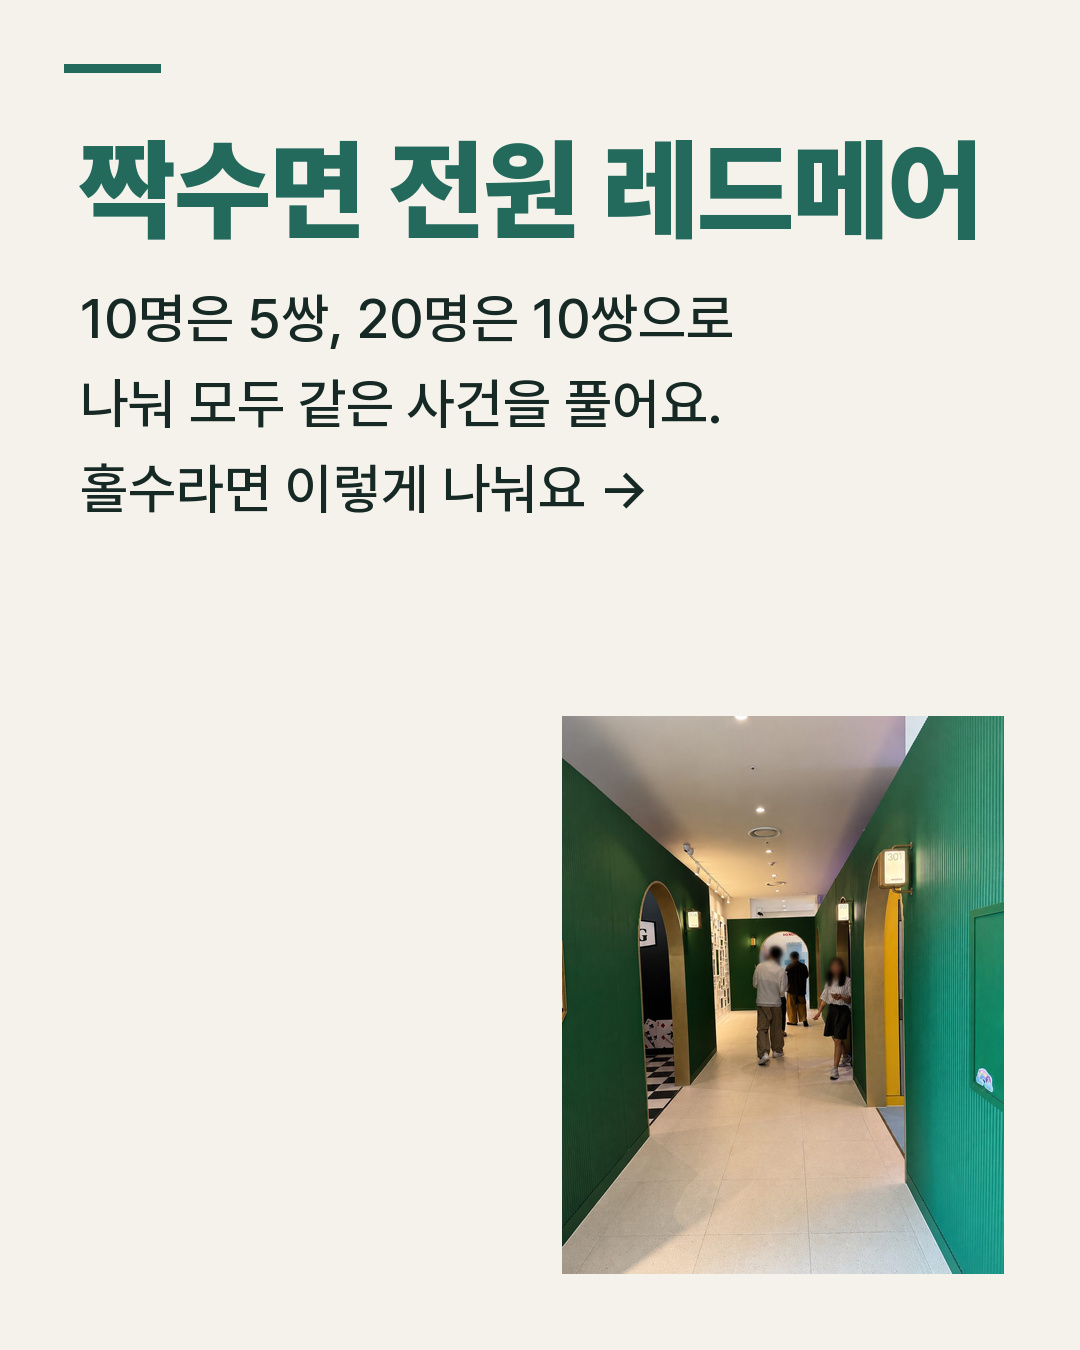 짝수면 전원 레드메어
10명은 5쌍, 20명은 10쌍으로
나눠 모두 같은 사건을 풀어요.
홀수라면 이렇게 나눠요 →
301
G